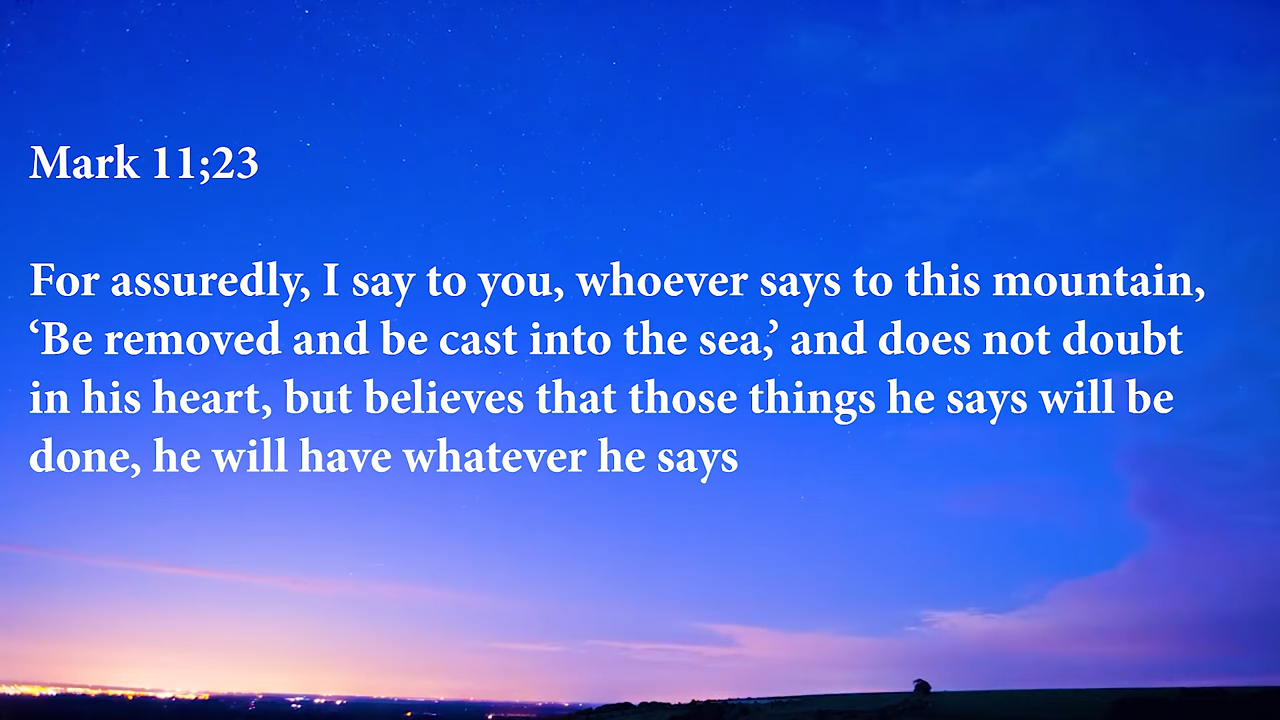 Mark 11;23
For assuredly, I say to you, whoever says to this mountain,
‘Be removed and be cast into the sea,’ and does not doubt
in his heart, but believes that those things he says will be
done, he will have whatever he says